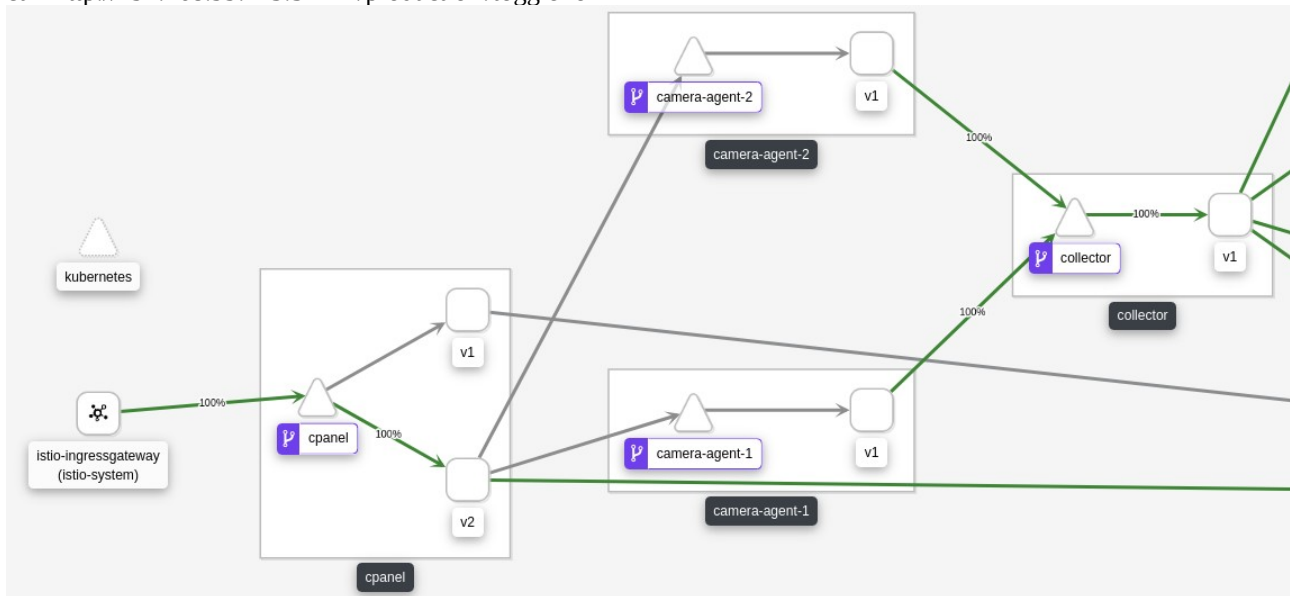 camera-agent-2
v1
camera-agent-2
100%
100%
collector
v1
collector
kubernetes
v1
100%
100%
istio-ingressgateway
(istio-system)
cpanel
100%
v2
cpanel
camera-agent-1
v1
camera-agent-1